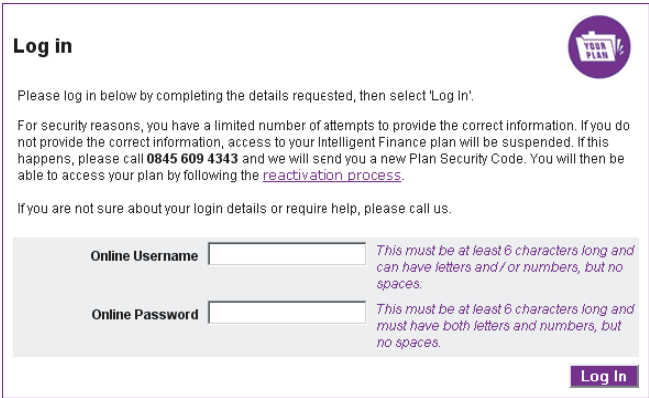 Log in
YOUR
PLAN
Please log in below by completing the details requested, then select 'Log In'.
For security reasons, you have a limited number of attempts to provide the correct information. If you do
not provide the correct information, access to your Intelligent Finance plan will be suspended. If this
happens, please call 0845 609 4343 and we will send you a new Plan Security Code. You will then be
able to access your plan by following the reactivation process.
If you are not sure about your login details or require help, please call us.
Online Username
This must be at least 6 characters long and
can have letters and / or numbers, but no
spaces.
Online Password
This must be at least 6 characters long and
must have both letters and numbers, but
no spaces.
Log In